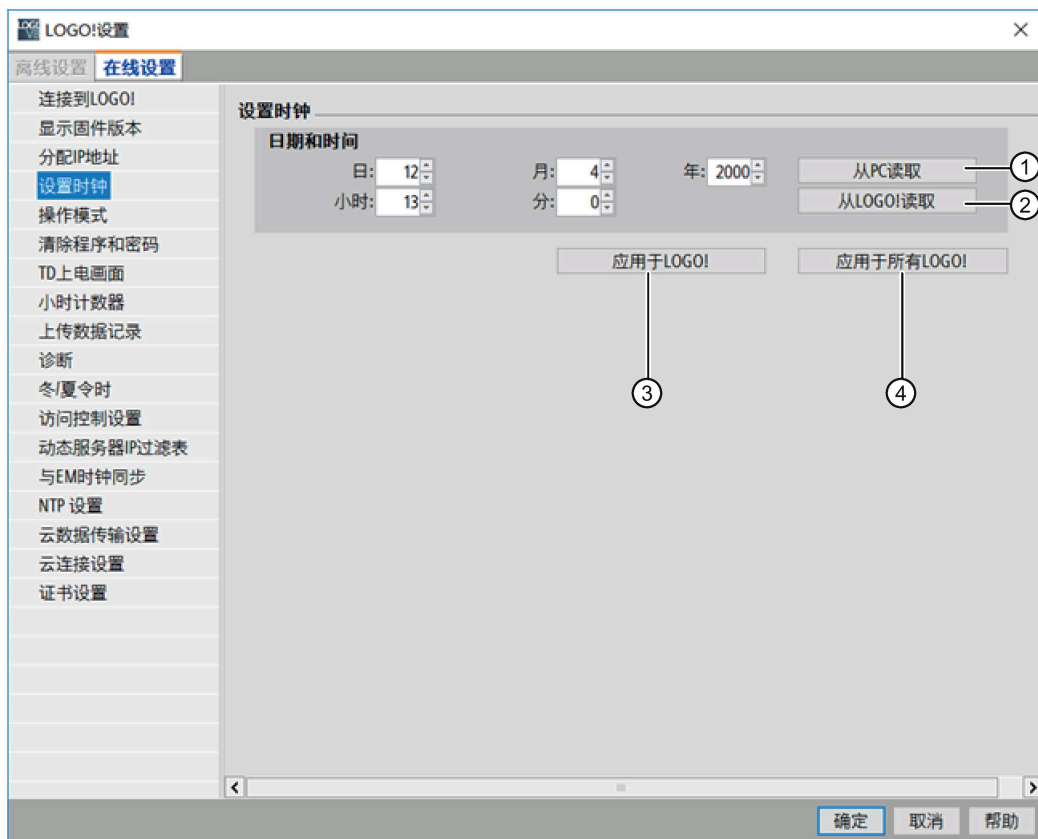 LOGO!设置
离线设置 在线设置
连接到LOGO!
显示固件版本
分配IP地址
设置时钟
操作模式
清除程序和密码
TD上电画面
小时计数器
上传数据记录
诊断
冬/夏令时
访问控制设置
动态服务器IP过滤表
与EM时钟同步
NTP 设置
云数据传输设置
云连接设置
证书设置
设置时钟
日期和时间
日: 12 月: 4 年: 2000 从PC读取 ①
小时: 13 分: 0 从LOGO!读取 ②
应用于LOGO! 应用于所有LOGO!
③ ④
确定 取消 帮助